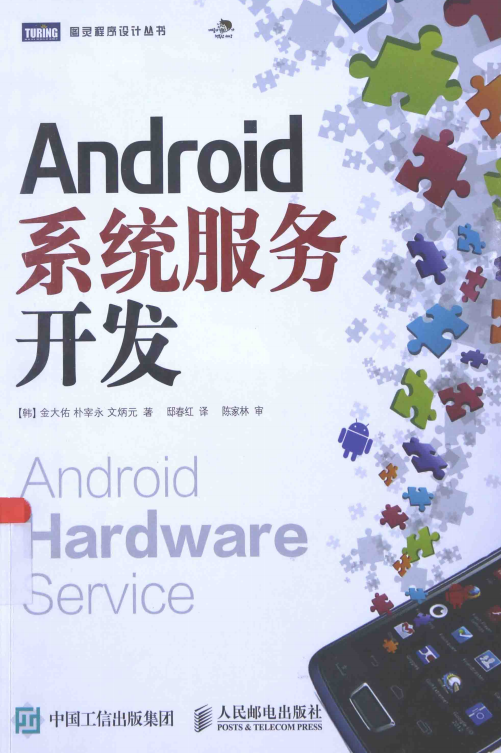 TURING 图灵程序设计丛书
Android
系统服务
开发
【韩】金大佑 朴宰永 文炳元 著 邸春红 译 陈家林 审
Android
Hardware
Service
中国工信出版集团
人民邮电出版社
POSTS & TELECOM PRESS